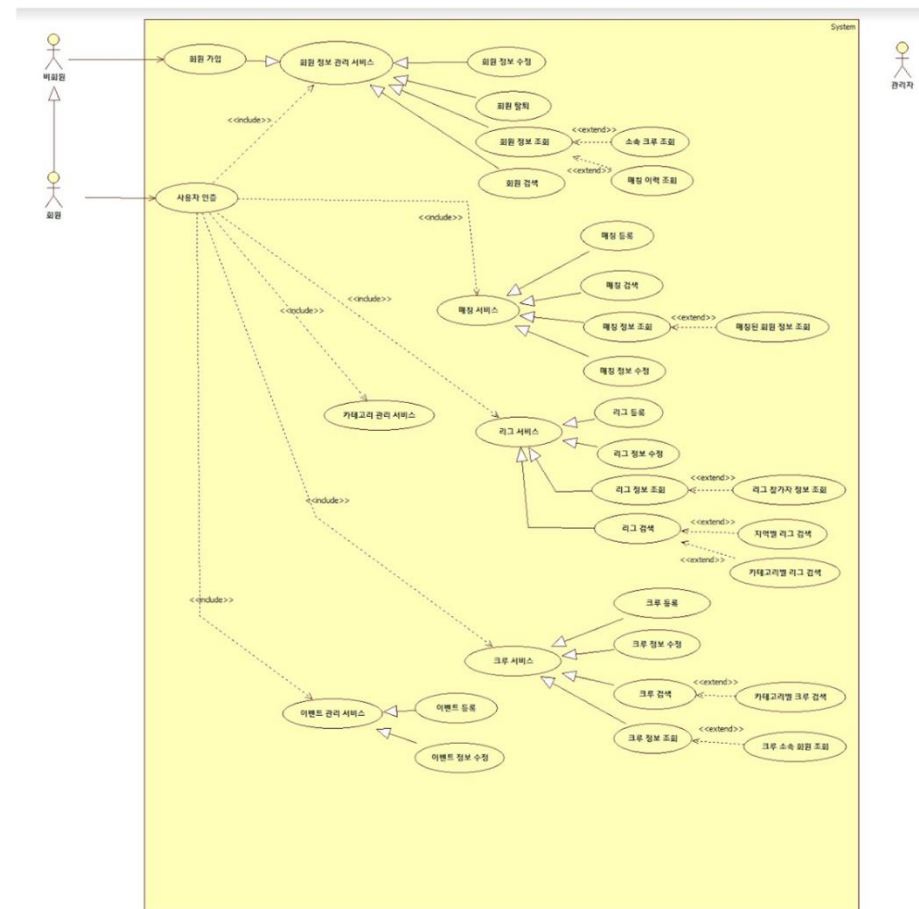 System
비회원
회원 가입
회원 정보 관리 서비스
회원 정보 수정
관리자
회원 탈퇴
<<include>>
회원 정보 조회
<<extend>>
소속 크루 조회
<<extend>>
매칭 이력 조회
회원 검색
회원
사용자 인증
<<include>>
매칭 등록
매칭 검색
<<include>>
<<include>>
매칭 서비스
매칭 정보 조회
<<extend>>
매칭된 회원 정보 조회
매칭 정보 수정
카테고리 관리 서비스
리그 등록
리그 서비스
리그 정보 수정
리그 정보 조회
<<extend>>
리그 참가자 정보 조회
<<include>>
리그 검색
<<extend>>
지역별 리그 검색
<<extend>>
카테고리별 리그 검색
<<include>>
크루 등록
크루 정보 수정
크루 서비스
크루 검색
<<extend>>
카테고리별 크루 검색
이벤트 관리 서비스
이벤트 등록
크루 정보 조회
<<extend>>
크루 소속 회원 조회
이벤트 정보 수정